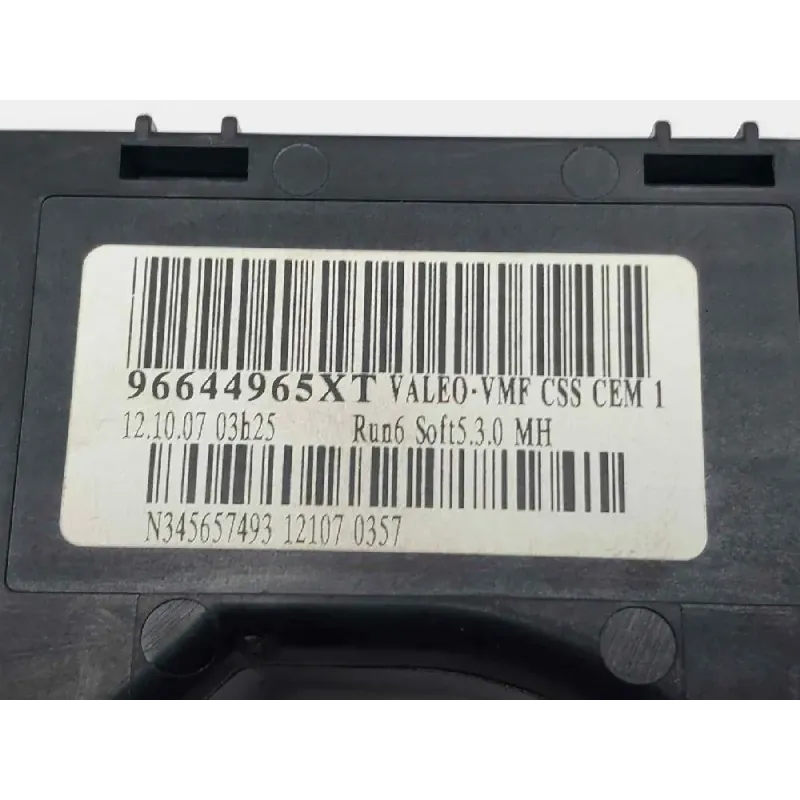 96644965XT VALEO-VMF CSS CEM 1
12.10.07 03h25 Run6 Soft5.3.0 MH
N345657493 12107 0357